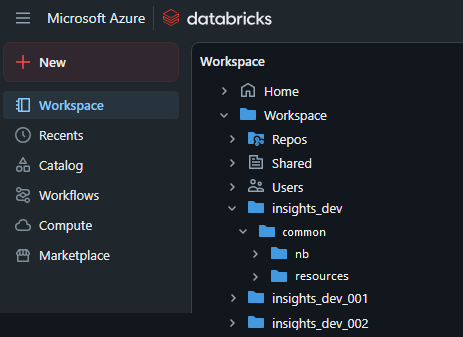 Microsoft Azure databricks
New
Workspace
Recents
Catalog
Workflows
Compute
Marketplace
Workspace
Home
Workspace
Repos
Shared
Users
insights_dev
common
nb
resources
insights_dev_001
insights_dev_002